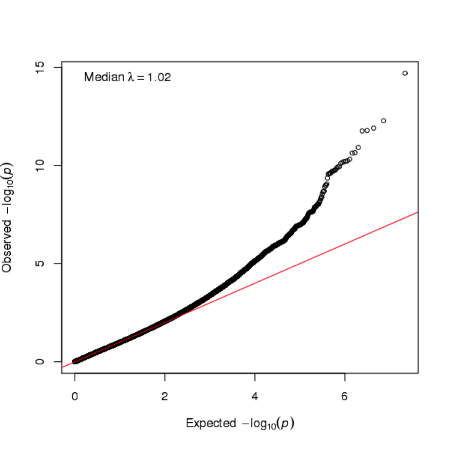 Median λ = 1.02
15
10
5
0
Observed −log10(p)
0
2
4
6
Expected −log10(p)